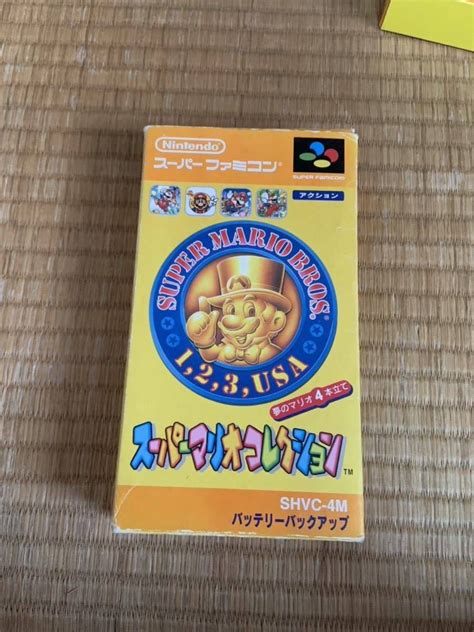 Nintendo
スーパーファミコン
SUPER FAMICOM
アクション
SUPER MARIO BROS.
1,2,3,USA
夢のマリオ4本立て
スーパーマリオコレクション
TM
SHVC-4M
バッテリーバックアップ